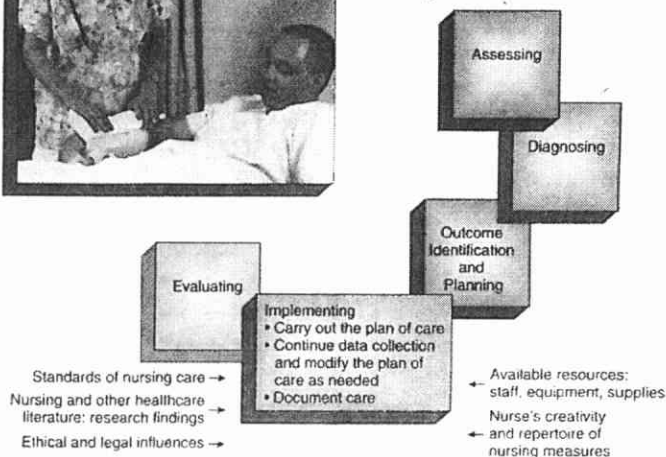 Assessing
Diagnosing
Outcome
Identification
and
Planning
Evaluating
Implementing
• Carry out the plan of care
• Continue data collection
and modify the plan of
care as needed
• Document care
Standards of nursing care →
Nursing and other healthcare
literature: research findings →
Ethical and legal influences →
← Available resources:
staff, equipment, supplies
Nurse's creativity
← and repertoire of
nursing measures